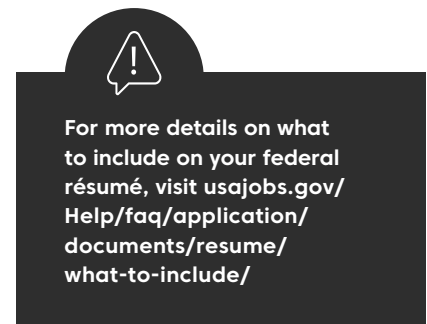 For more details on what
to include on your federal
résumé, visit usajobs.gov/
Help/faq/application/
documents/resume/
what-to-include/